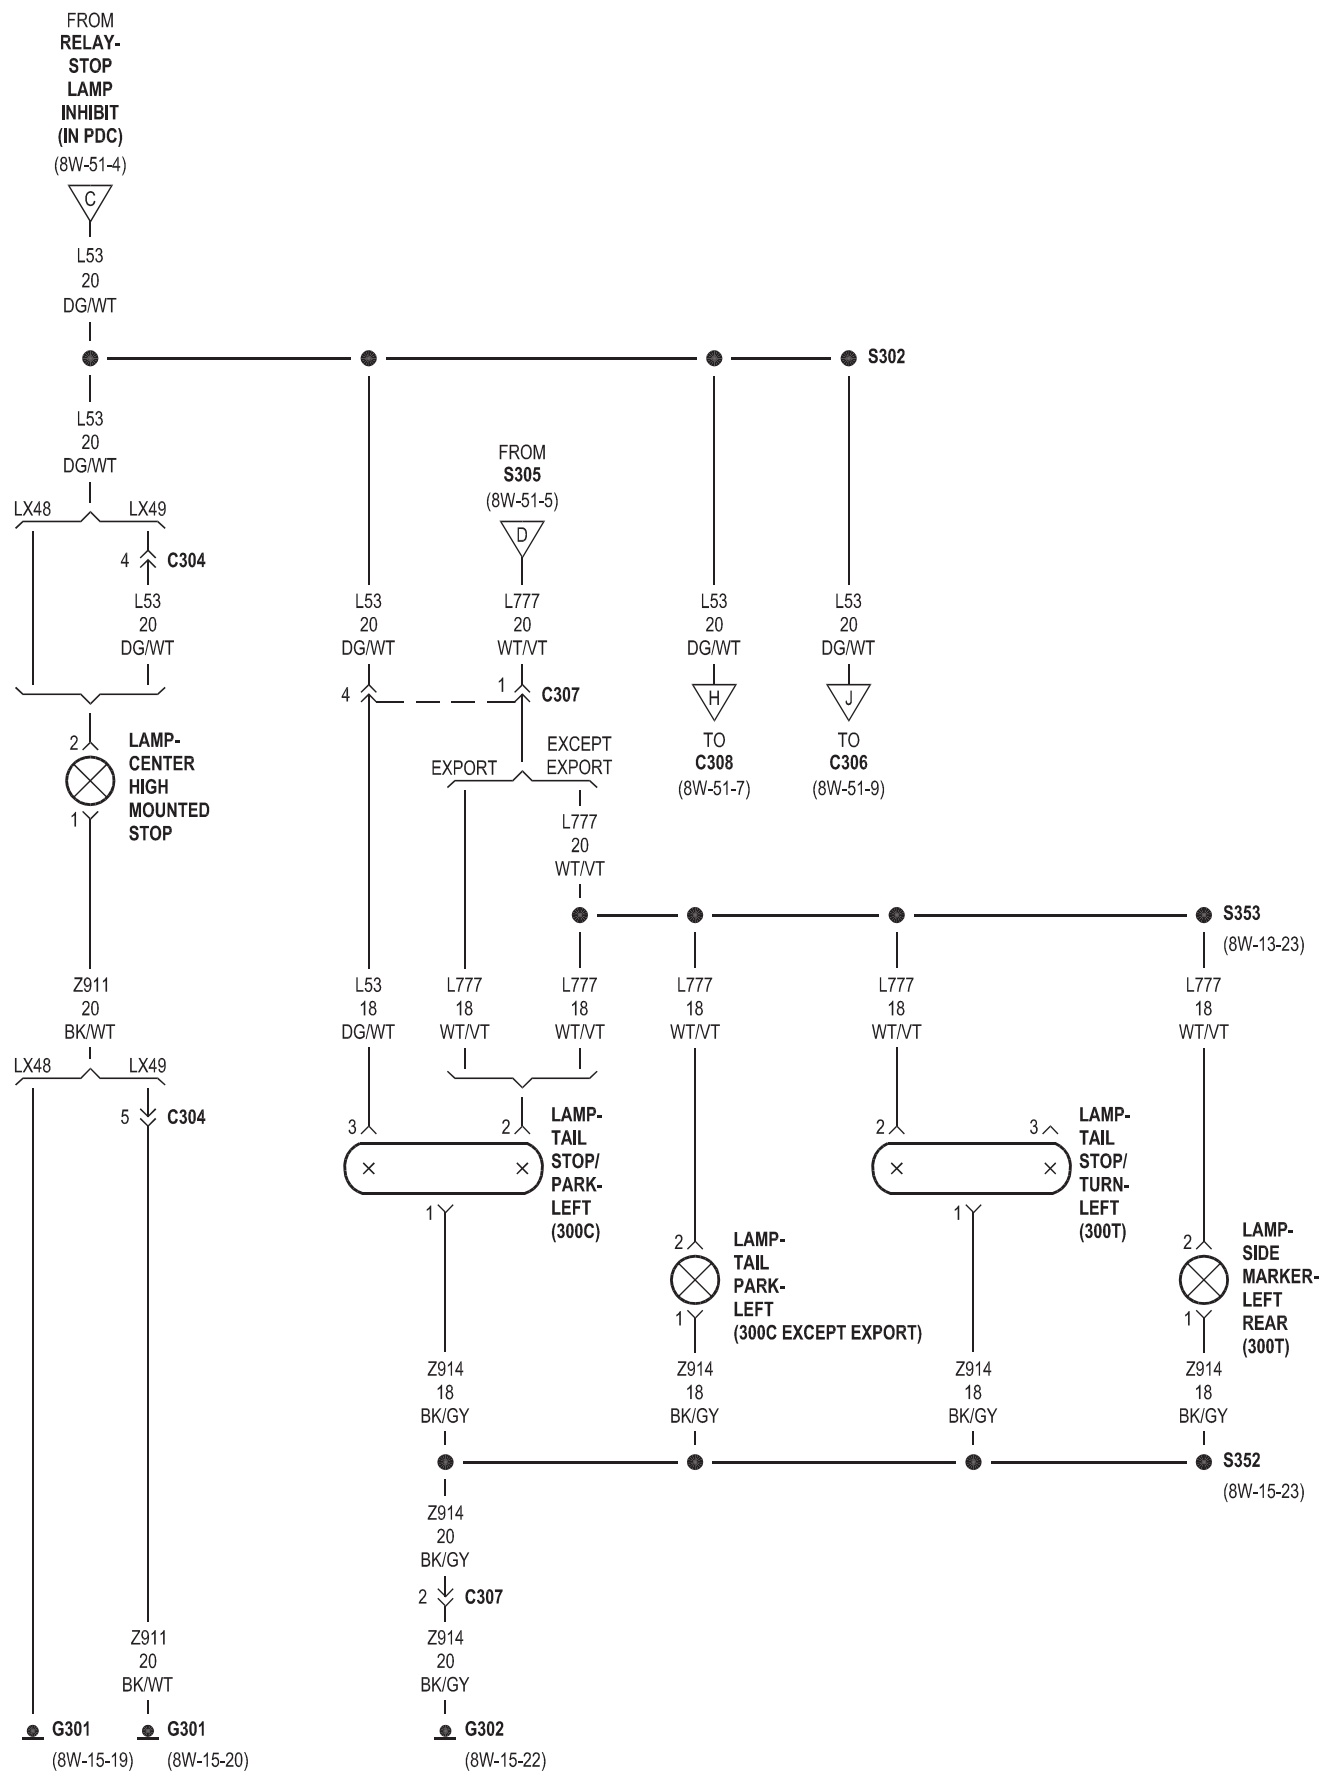 FROM
RELAY-
STOP
LAMP
INHIBIT
(IN PDC)
(8W-51-4)
C
L53
20
DG/WT
S302
L53
20
DG/WT
LX48
LX49
4
C304
L53
20
DG/WT
FROM
S305
(8W-51-5)
D
L53
20
DG/WT
L777
20
WT/VT
L53
20
DG/WT
L53
20
DG/WT
4
1
C307
H
TO
C308
(8W-51-7)
J
TO
C306
(8W-51-9)
2
LAMP-
CENTER
HIGH
MOUNTED
STOP
1
EXPORT
EXCEPT
EXPORT
L777
20
WT/VT
S353
(8W-13-23)
Z911
20
BK/WT
L53
18
DG/WT
L777
18
WT/VT
L777
18
WT/VT
L777
18
WT/VT
L777
18
WT/VT
L777
18
WT/VT
LX48
LX49
5
C304
3
2
LAMP-
TAIL
STOP/
PARK-
LEFT
(300C)
1
2
LAMP-
TAIL
PARK-
LEFT
(300C EXCEPT EXPORT)
1
2
3
LAMP-
TAIL
STOP/
TURN-
LEFT
(300T)
1
2
LAMP-
SIDE
MARKER-
LEFT
REAR
(300T)
1
Z914
18
BK/GY
Z914
18
BK/GY
Z914
18
BK/GY
Z914
18
BK/GY
S352
(8W-15-23)
Z914
20
BK/GY
2
C307
Z911
20
BK/WT
Z914
20
BK/GY
G301
(8W-15-19)
G301
(8W-15-20)
G302
(8W-15-22)